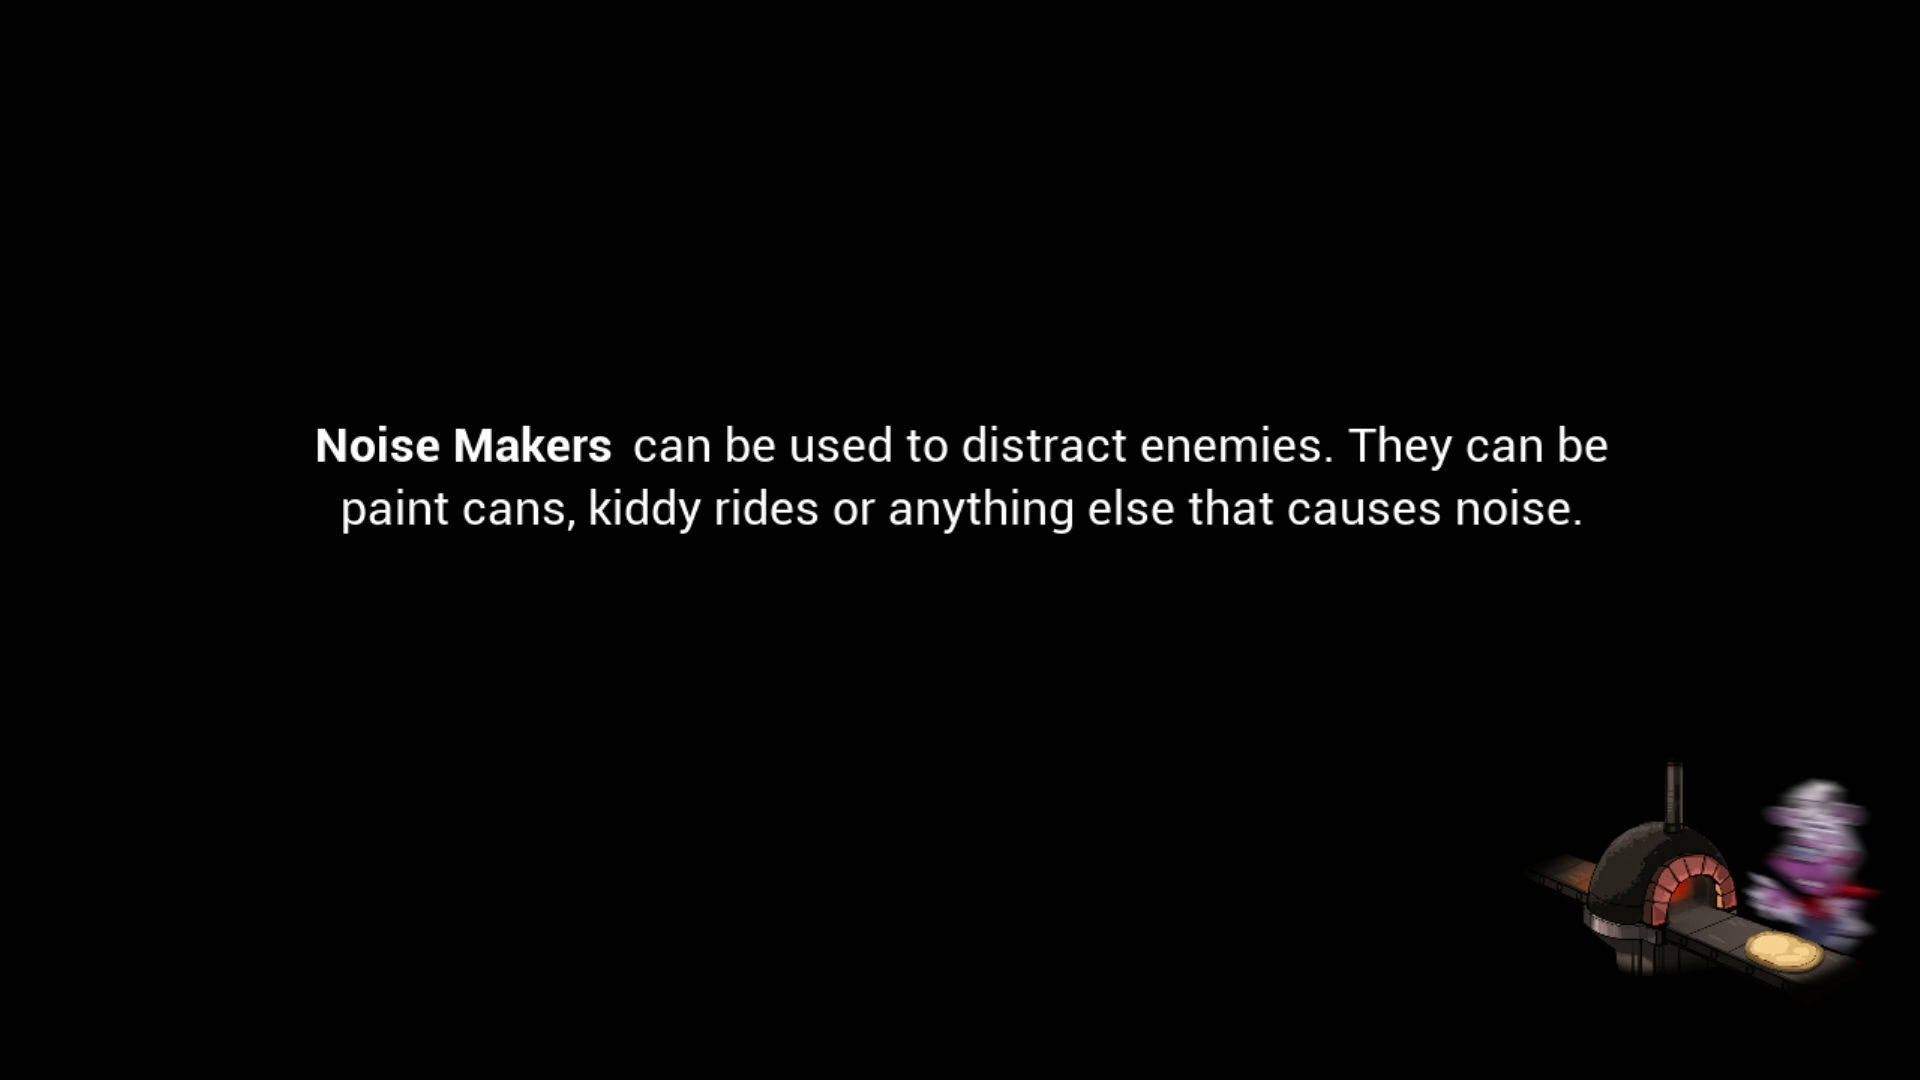 Noise Makers can be used to distract enemies. They can be
paint cans, kiddy rides or anything else that causes noise.